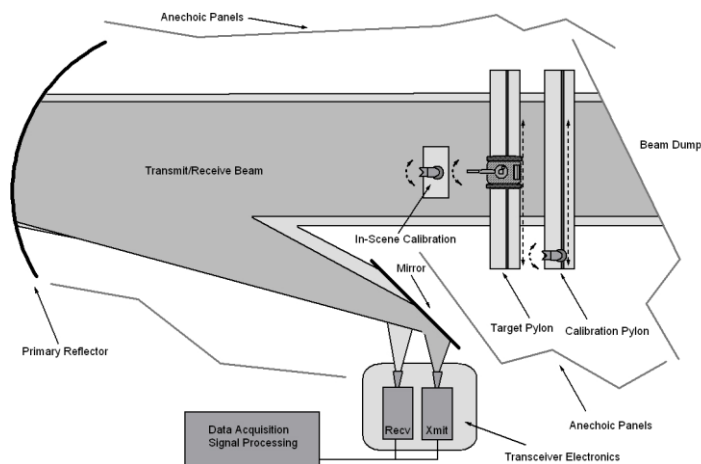 Anechoic Panels
Beam Dump
Transmit/Receive Beam
In-Scene Calibration
Mirror
Target Pylon
Calibration Pylon
Primary Reflector
Anechoic Panels
Recv
Xmit
Data Acquisition
Signal Processing
Transceiver Electronics